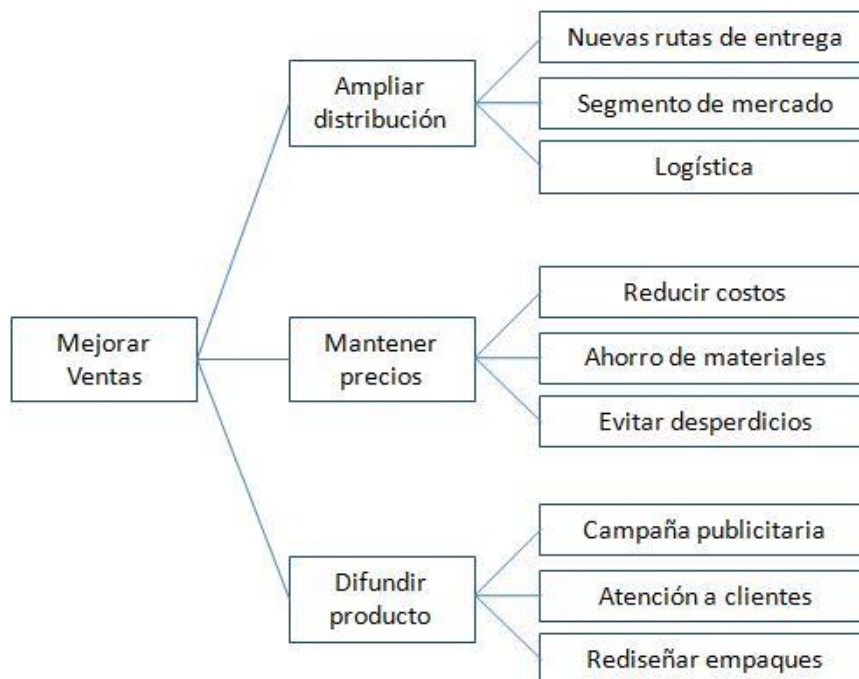 Mejorar
Ventas
Ampliar
distribución
Nuevas rutas de entrega
Segmento de mercado
Logística
Mantener
precios
Reducir costos
Ahorro de materiales
Evitar desperdicios
Difundir
producto
Campaña publicitaria
Atención a clientes
Rediseñar empaques